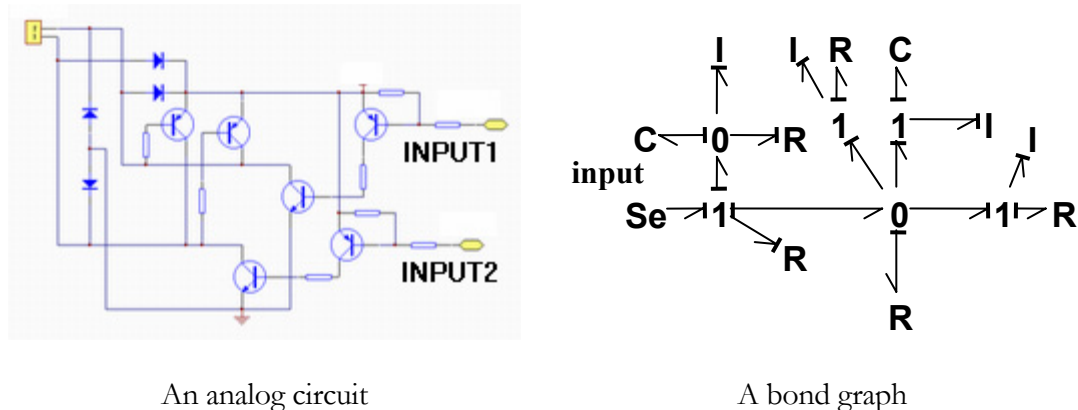 INPUT1
INPUT2
I I R C
C 0 R 1 1 I I
input
Se 1 0 1 R
R
R
An analog circuit
A bond graph